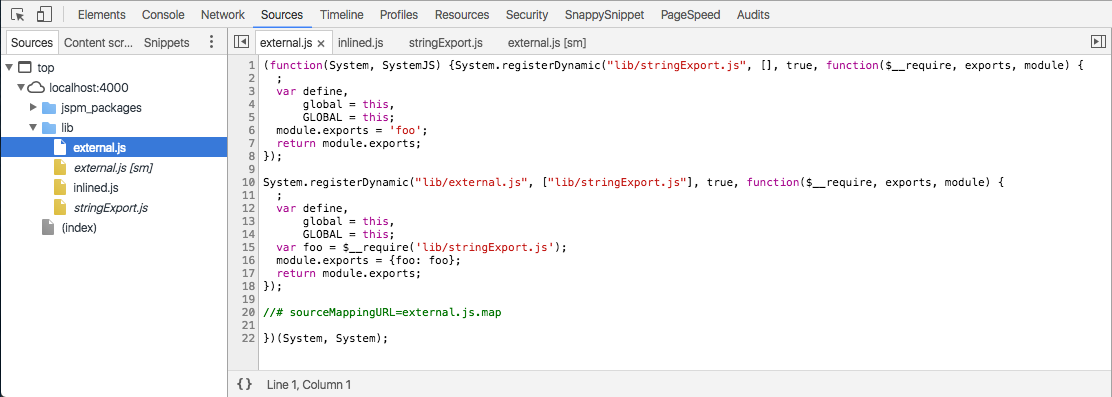 Elements Console Network Sources Timeline Profiles Resources Security SnappySnippet PageSpeed Audits
Sources Content scr... Snippets
external.js × inlined.js stringExport.js external.js [sm]
top
localhost:4000
jspm_packages
lib
external.js
external.js [sm]
inlined.js
stringExport.js
(index)
1 (function(System, SystemJS) {System.registerDynamic("lib/stringExport.js", [], true, function($__require, exports, module) {
2   ;
3   var define,
4       global = this,
5       GLOBAL = this;
6   module.exports = 'foo';
7   return module.exports;
8 });
9
10 System.registerDynamic("lib/external.js", ["lib/stringExport.js"], true, function($__require, exports, module) {
11   ;
12   var define,
13       global = this,
14       GLOBAL = this;
15   var foo = $__require('lib/stringExport.js');
16   module.exports = {foo: foo};
17   return module.exports;
18 });
19
20 //# sourceMappingURL=external.js.map
21
22 })(System, System);
{} Line 1, Column 1